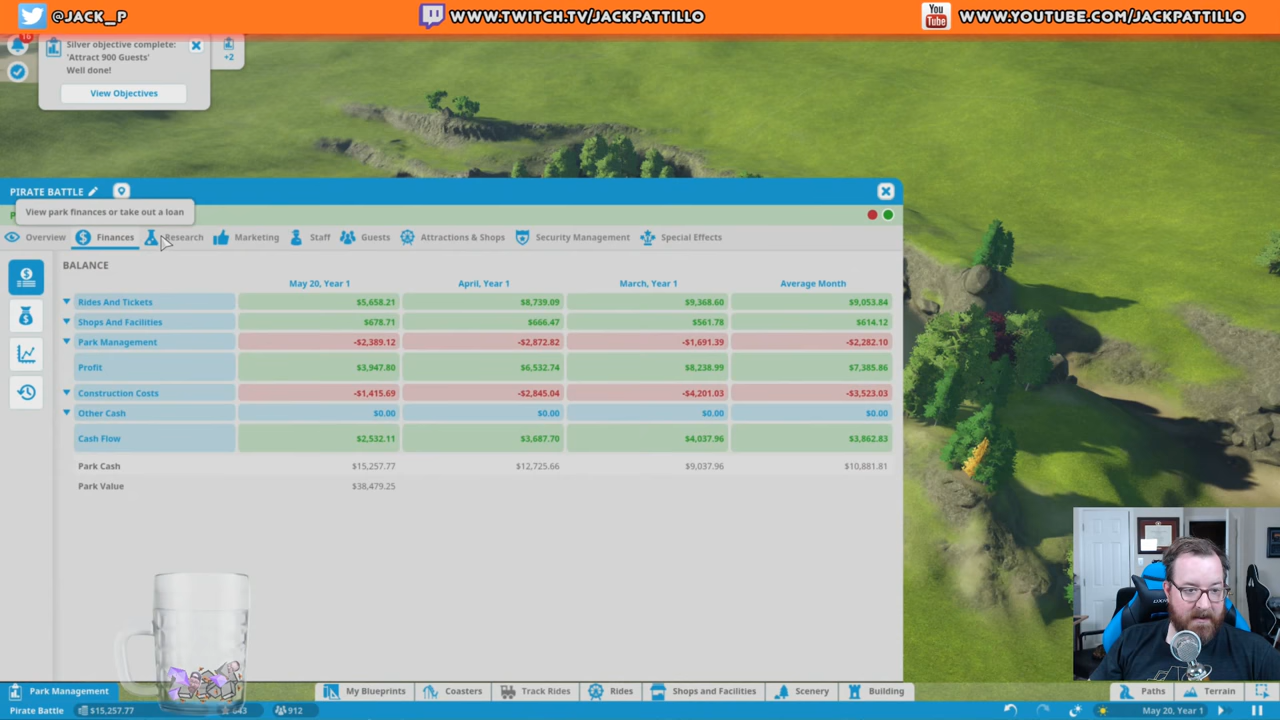 @JACK_P
WWW.TWITCH.TV/JACKPATTILLO
You Tube
WWW.YOUTUBE.COM/JACKPATTILLO
Silver objective complete:
'Attract 900 Guests'
Well done!
+2
View Objectives
PIRATE BATTLE
View park finances or take out a loan
Overview
Finances
Research
Marketing
Staff
Guests
Attractions & Shops
Security Management
Special Effects
BALANCE
May 20, Year 1 April, Year 1 March, Year 1 Average Month
Rides And Tickets $5,658.21 $8,739.09 $9,368.60 $9,053.84
Shops And Facilities $678.71 $666.47 $561.78 $614.12
Park Management -$2,389.12 -$2,872.82 -$1,691.39 -$2,282.10
Profit $3,947.80 $6,532.74 $8,238.99 $7,385.86
Construction Costs -$1,415.69 -$2,845.04 -$4,201.03 -$3,523.03
Other Cash $0.00 $0.00 $0.00 $0.00
Cash Flow $2,532.11 $3,687.70 $4,037.96 $3,862.83
Park Cash $15,257.77 $12,725.66 $9,037.96 $10,881.81
Park Value $38,479.25
Park Management
My Blueprints
Coasters
Track Rides
Rides
Shops and Facilities
Scenery
Building
Paths
Terrain
Pirate Battle
$15,257.77
912
May 20, Year 1